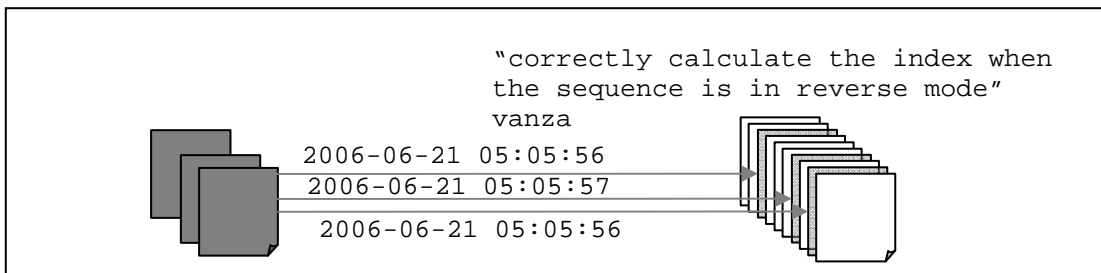 “correctly calculate the index when
the sequence is in reverse mode”
vanza
2006-06-21 05:05:56
2006-06-21 05:05:57
2006-06-21 05:05:56